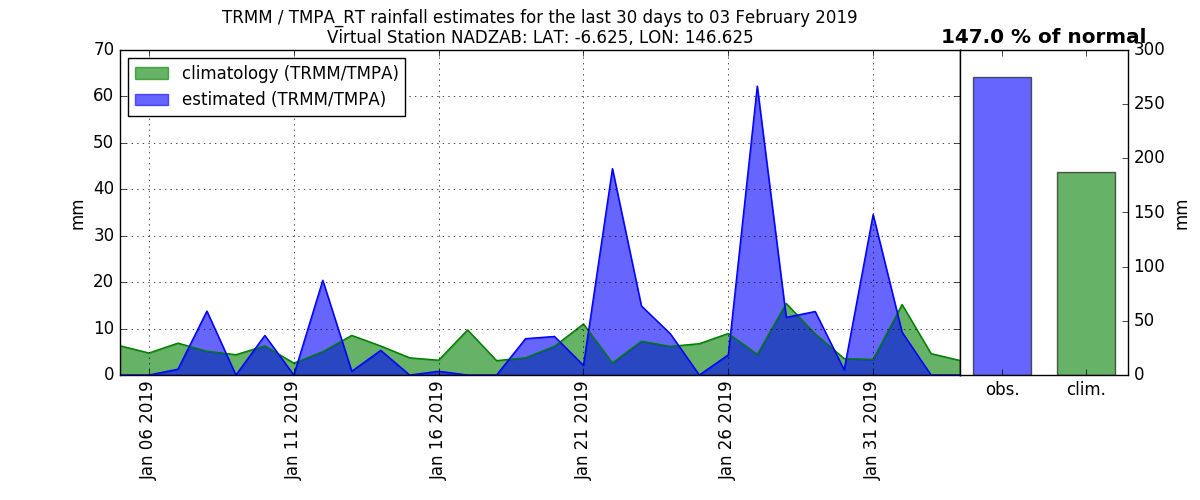 TRMM / TMPA_RT rainfall estimates for the last 30 days to 03 February 2019
Virtual Station NADZAB: LAT: -6.625, LON: 146.625
147.0 % of normal
climatology (TRMM/TMPA)
estimated (TRMM/TMPA)
70
60
50
40
30
20
10
0
mm
Jan 06 2019
Jan 11 2019
Jan 16 2019
Jan 21 2019
Jan 26 2019
Jan 31 2019
obs.
clim.
300
250
200
150
100
50
0
mm